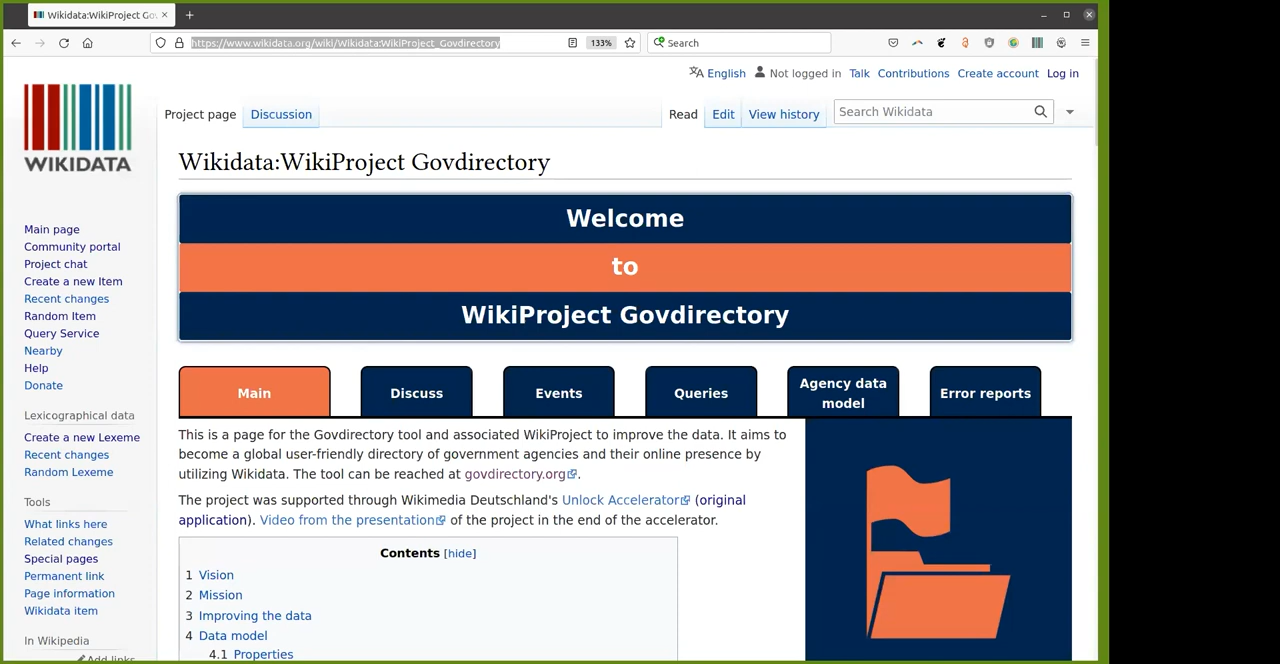 Wikidata:WikiProject Go
https://www.wikidata.org/wiki/Wikidata:WikiProject_Govdirectory
133%
Search
English
Not logged in
Talk
Contributions
Create account
Log in
WIKIDATA
Project page
Discussion
Read
Edit
View history
Search Wikidata
Wikidata:WikiProject Govdirectory
Welcome
to
WikiProject Govdirectory
Main page
Community portal
Project chat
Create a new Item
Recent changes
Random Item
Query Service
Nearby
Help
Donate
Lexicographical data
Create a new Lexeme
Recent changes
Random Lexeme
Tools
What links here
Related changes
Special pages
Permanent link
Page information
Wikidata item
In Wikipedia
Add links
Main
Discuss
Events
Queries
Agency data
model
Error reports
This is a page for the Govdirectory tool and associated WikiProject to improve the data. It aims to
become a global user-friendly directory of government agencies and their online presence by
utilizing Wikidata. The tool can be reached at govdirectory.org.
The project was supported through Wikimedia Deutschland's Unlock Accelerator (original
application). Video from the presentation of the project in the end of the accelerator.
Contents [hide]
1 Vision
2 Mission
3 Improving the data
4 Data model
4.1 Properties